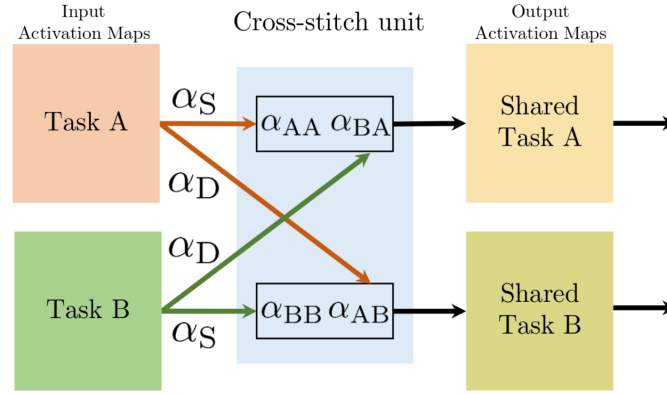 Input
Activation Maps
Cross-stitch unit
Output
Activation Maps
Task A
αS
αAA αBA
Shared
Task A
αD
αD
Task B
αS
αBB αAB
Shared
Task B